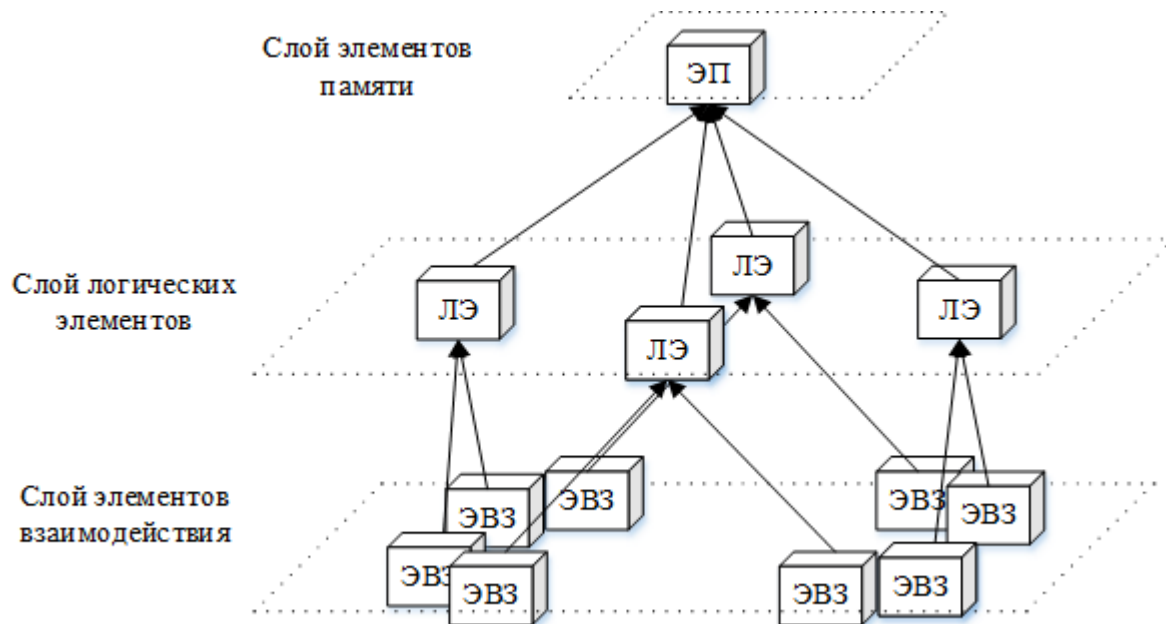 Слой элементов
памяти
ЭП
ЛЭ
Слой логических
элементов
ЛЭ
ЛЭ
ЛЭ
Слой элементов
взаимодействия
ЭВЗ
ЭВЗ
ЭВЗ
ЭВЗ
ЭВЗ
ЭВЗ
ЭВЗ
ЭВЗ